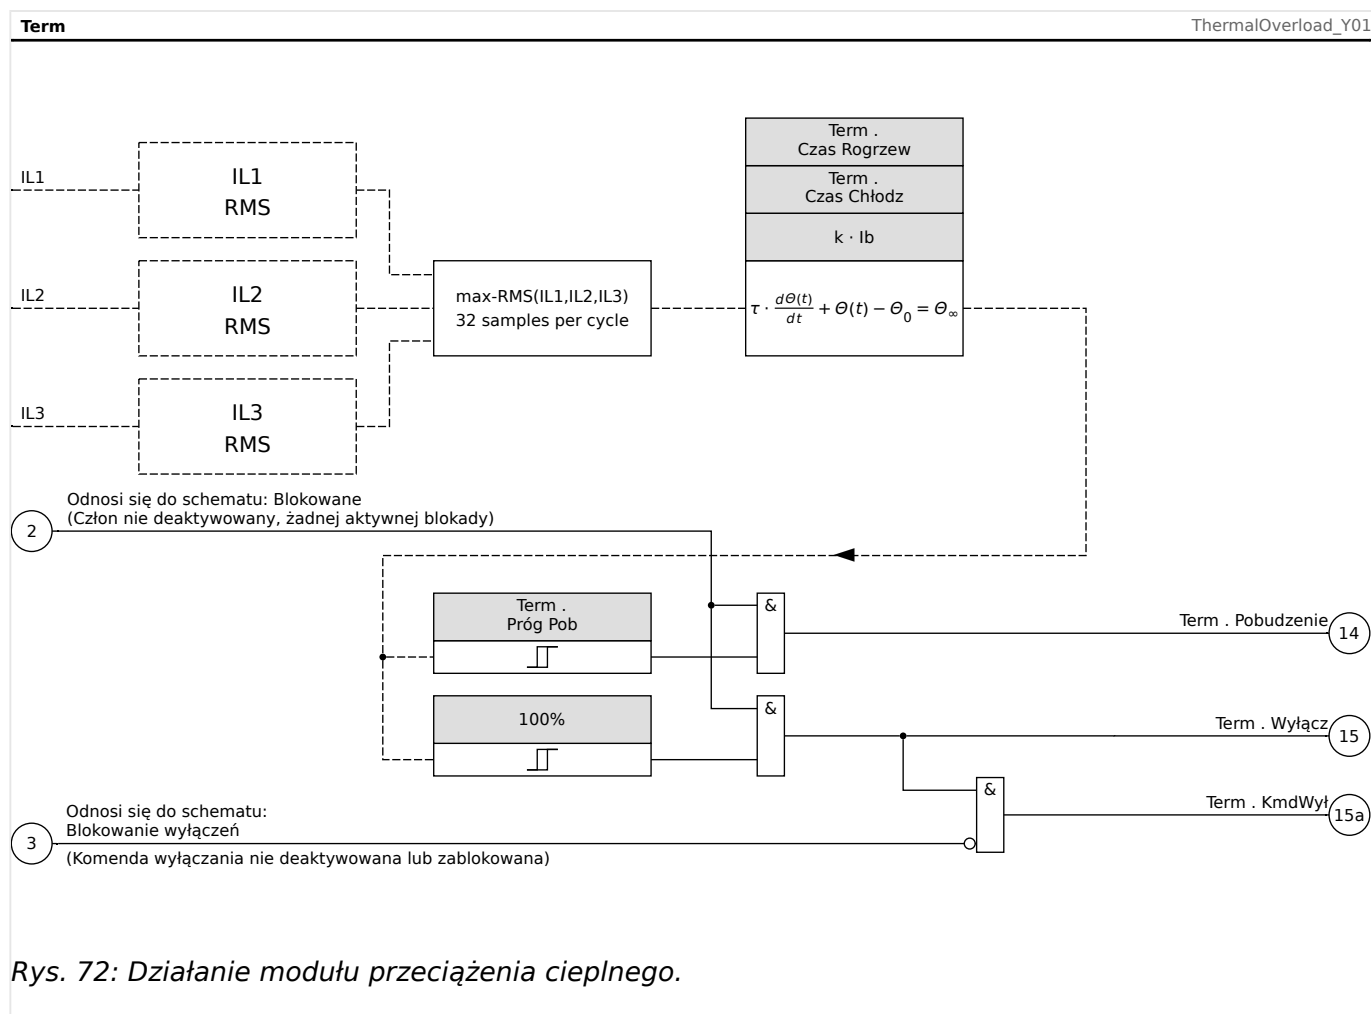 Term
ThermalOverload_Y01
Term .
Czas Rogrzew
Term .
Czas Chłodz
k · Ib
τ · dΘ(t)/dt + Θ(t) − Θ₀ = Θ∞
IL1
IL1
RMS
IL2
IL2
RMS
max-RMS(IL1,IL2,IL3)
32 samples per cycle
IL3
IL3
RMS
Odnosi się do schematu: Blokowane
(Człon nie deaktywowany, żadnej aktywnej blokady)
2
Term .
Próg Pob
&
Term . Pobudzenie
14
100%
&
Term . Wyłącz
15
&
Term . KmdWył
15a
Odnosi się do schematu:
Blokowanie wyłączeń
3
(Komenda wyłączania nie deaktywowana lub zablokowana)
Rys. 72: Działanie modułu przeciążenia cieplnego.